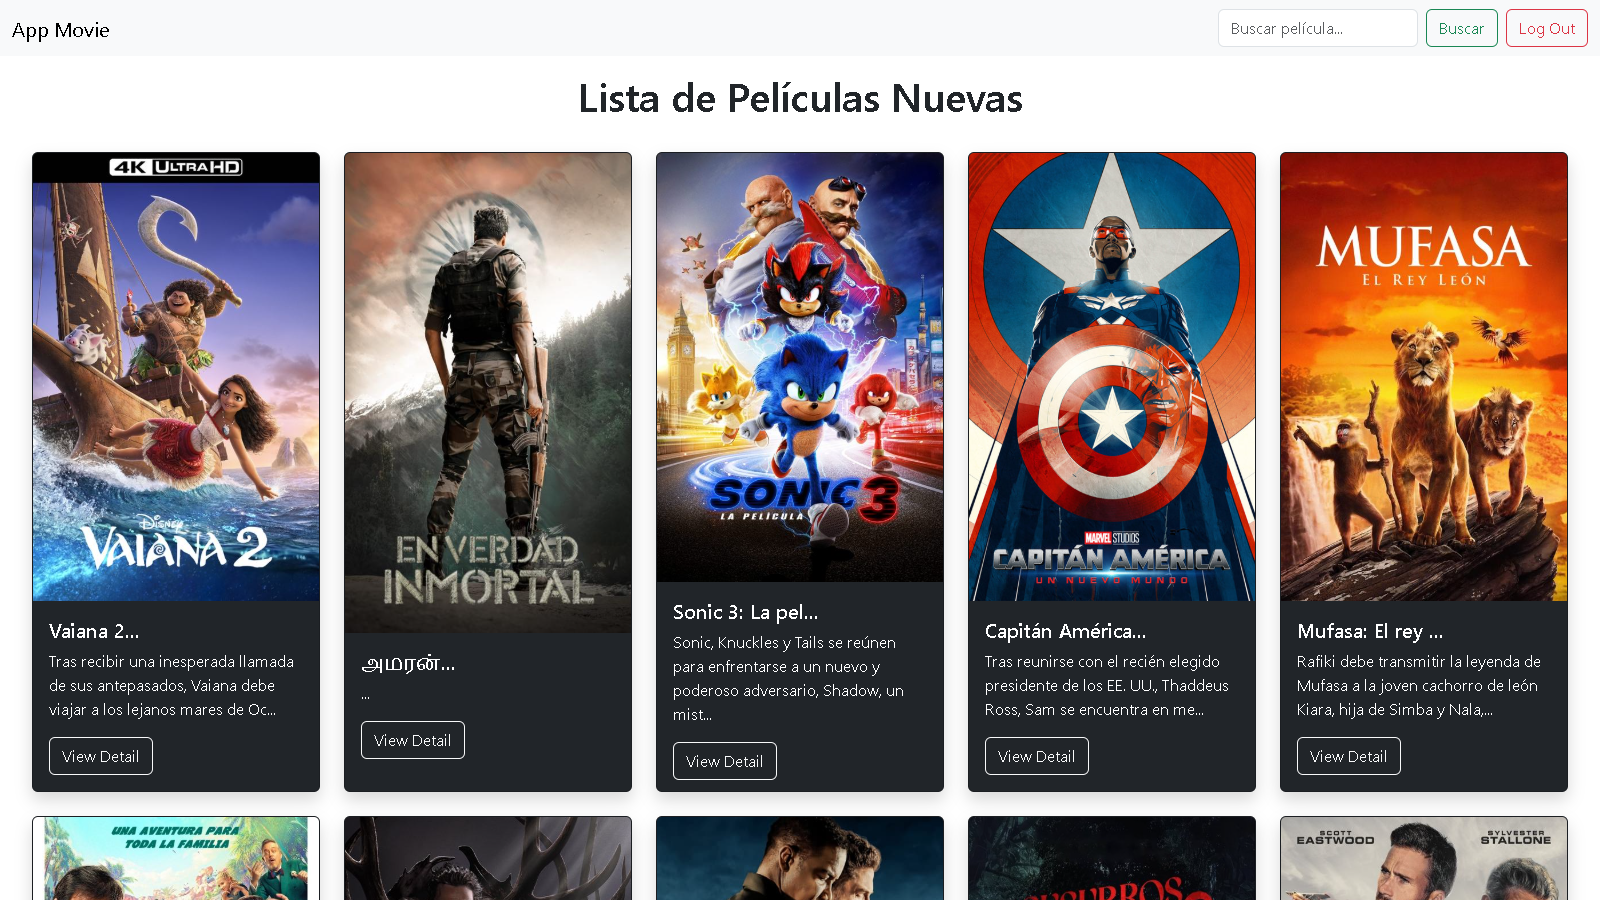 App Movie
Buscar película...
Buscar
Log Out
Lista de Películas Nuevas
4K ULTRA HD
DISNEY
VAIANA 2
Vaiana 2...
Tras recibir una inesperada llamada
de sus antepasados, Vaiana debe
viajar a los lejanos mares de Oc...
View Detail
EN VERDAD
INMORTAL
அமரன்...
...
View Detail
SONIC 3
LA PELÍCULA
Sonic 3: La pel...
Sonic, Knuckles y Tails se reúnen
para enfrentarse a un nuevo y
poderoso adversario, Shadow, un
mist...
View Detail
MARVEL STUDIOS
CAPITÁN AMÉRICA
UN NUEVO MUNDO
Capitán América...
Tras reunirse con el recién elegido
presidente de los EE. UU., Thaddeus
Ross, Sam se encuentra en me...
View Detail
MUFASA
EL REY LEÓN
Mufasa: El rey ...
Rafiki debe transmitir la leyenda de
Mufasa a la joven cachorro de león
Kiara, hija de Simba y Nala,...
View Detail
UNA AVENTURA PARA
TODA LA FAMILIA
SCOTT
EASTWOOD
SYLVESTER
STALLONE